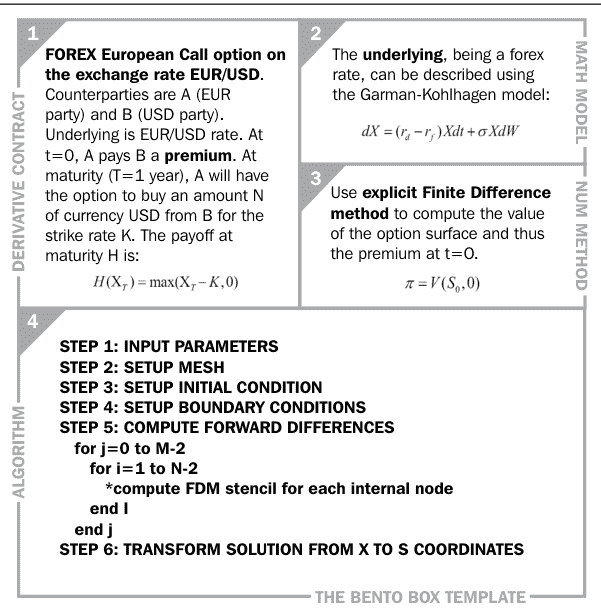 1
FOREX European Call option on
the exchange rate EUR/USD.
Counterparties are A (EUR
party) and B (USD party).
Underlying is EUR/USD rate. At
t=0, A pays B a premium. At
maturity (T=1 year), A will have
the option to buy an amount N
of currency USD from B for the
strike rate K. The payoff at
maturity H is:
H(X_T) = max(X_T − K, 0)
DERIVATIVE CONTRACT
2
The underlying, being a forex
rate, can be described using
the Garman-Kohlhagen model:
dX = (r_d − r_f)Xdt + σXdW
MATH MODEL
3
Use explicit Finite Difference
method to compute the value
of the option surface and thus
the premium at t=0.
π = V(S_0, 0)
NUM METHOD
4
STEP 1: INPUT PARAMETERS
STEP 2: SETUP MESH
STEP 3: SETUP INITIAL CONDITION
STEP 4: SETUP BOUNDARY CONDITIONS
STEP 5: COMPUTE FORWARD DIFFERENCES
for j=0 to M-2
for i=1 to N-2
*compute FDM stencil for each internal node
end I
end j
STEP 6: TRANSFORM SOLUTION FROM X TO S COORDINATES
ALGORITHM
THE BENTO BOX TEMPLATE